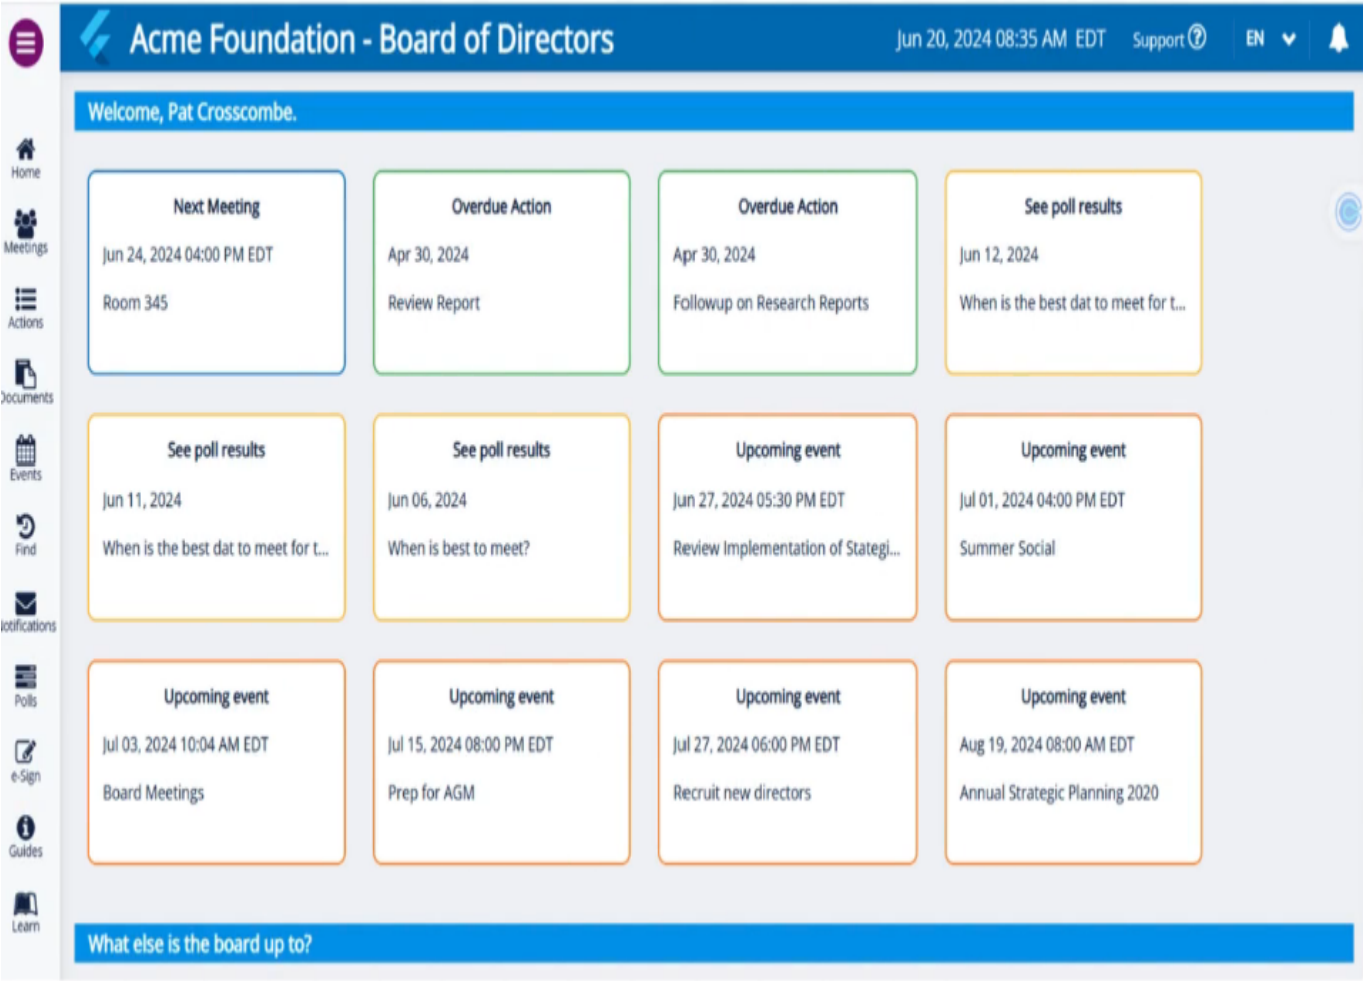 Acme Foundation - Board of Directors
Jun 20, 2024 08:35 AM EDT
Support
EN
Welcome, Pat Crosscombe.
Home
Meetings
Actions
Documents
Events
Find
Notifications
Polls
e-Sign
Guides
Learn
Next Meeting
Jun 24, 2024 04:00 PM EDT
Room 345
Overdue Action
Apr 30, 2024
Review Report
Overdue Action
Apr 30, 2024
Followup on Research Reports
See poll results
Jun 12, 2024
When is the best dat to meet for t...
See poll results
Jun 11, 2024
When is the best dat to meet for t...
See poll results
Jun 06, 2024
When is best to meet?
Upcoming event
Jun 27, 2024 05:30 PM EDT
Review Implementation of Stategi...
Upcoming event
Jul 01, 2024 04:00 PM EDT
Summer Social
Upcoming event
Jul 03, 2024 10:04 AM EDT
Board Meetings
Upcoming event
Jul 15, 2024 08:00 PM EDT
Prep for AGM
Upcoming event
Jul 27, 2024 06:00 PM EDT
Recruit new directors
Upcoming event
Aug 19, 2024 08:00 AM EDT
Annual Strategic Planning 2020
What else is the board up to?